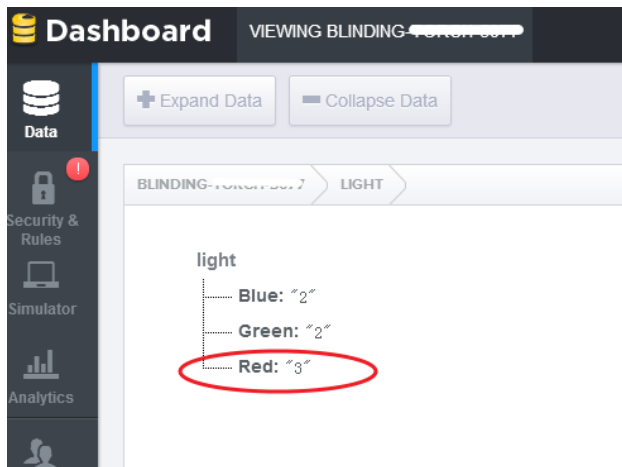 Dashboard
VIEWING BLINDING-
Data
Expand Data
Collapse Data
BLINDING-
LIGHT
Security &
Rules
Simulator
Analytics
light
Blue: "2"
Green: "2"
Red: "3"